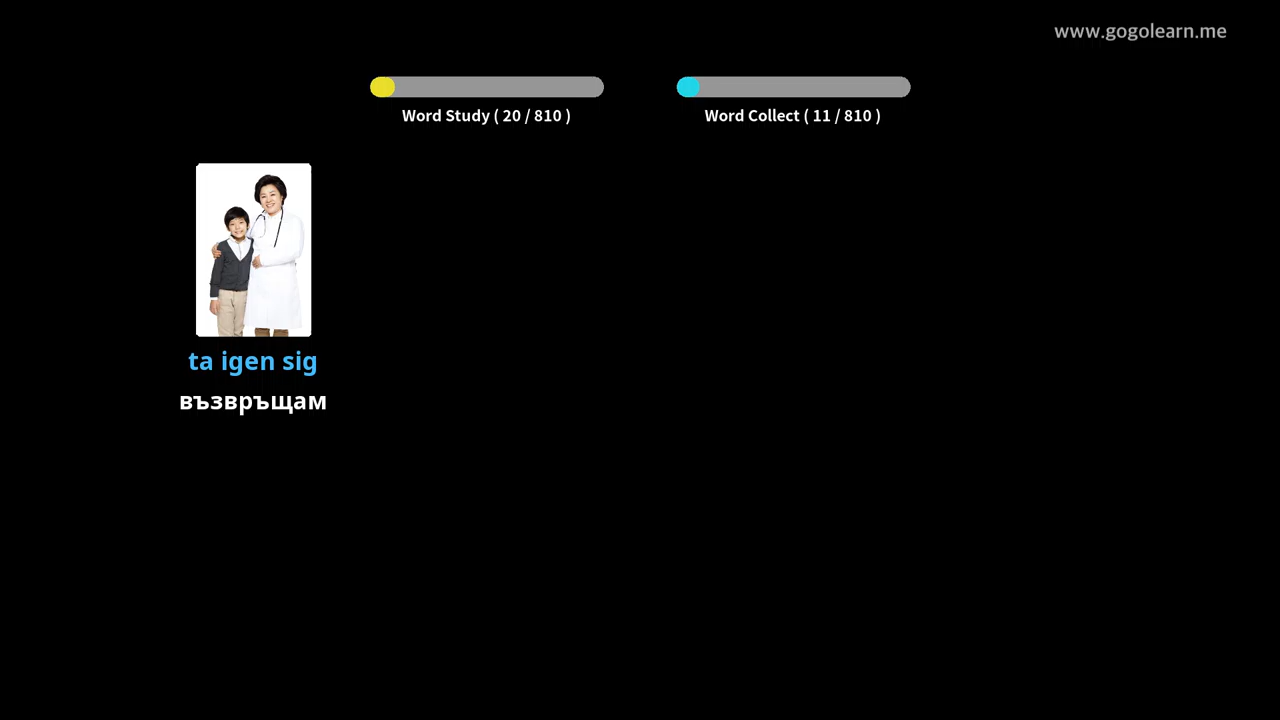 www.gogolearn.me
Word Study ( 20 / 810 )
Word Collect ( 11 / 810 )
ta igen sig
възвръщам